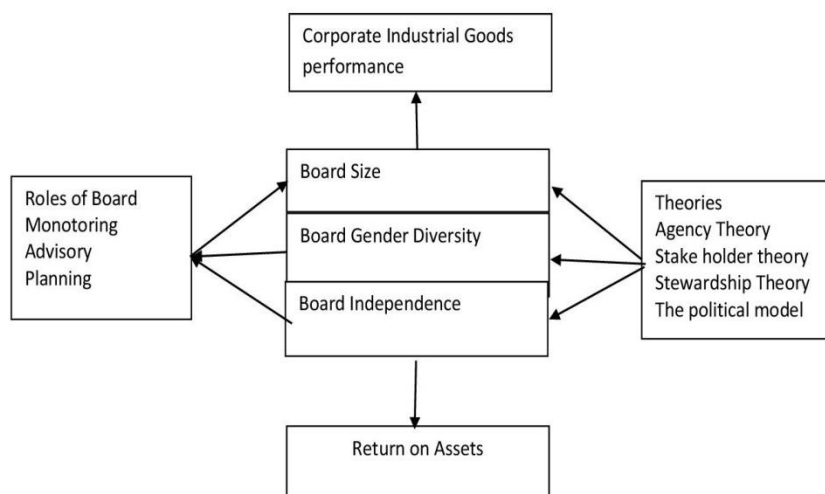 Corporate Industrial Goods
performance
Board Size
Roles of Board
Monotoring
Advisory
Planning
Board Gender Diversity
Board Independence
Theories
Agency Theory
Stake holder theory
Stewardship Theory
The political model
Return on Assets